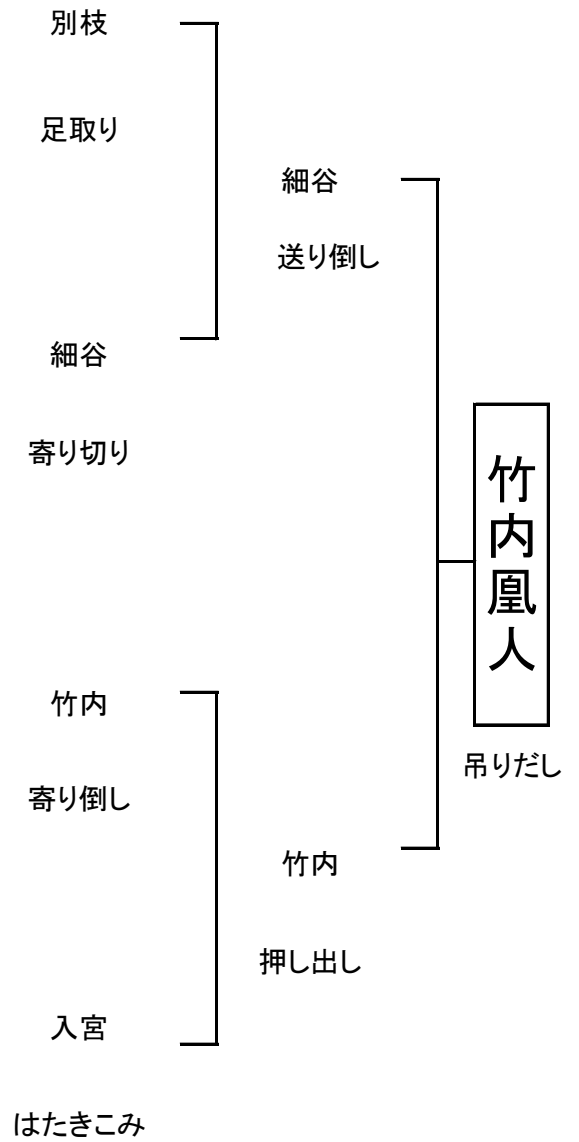 別枝
足取り
細谷
送り倒し
細谷
寄り切り
竹内凰人
吊りだし
竹内
寄り倒し
竹内
押し出し
入宮
はたきこみ